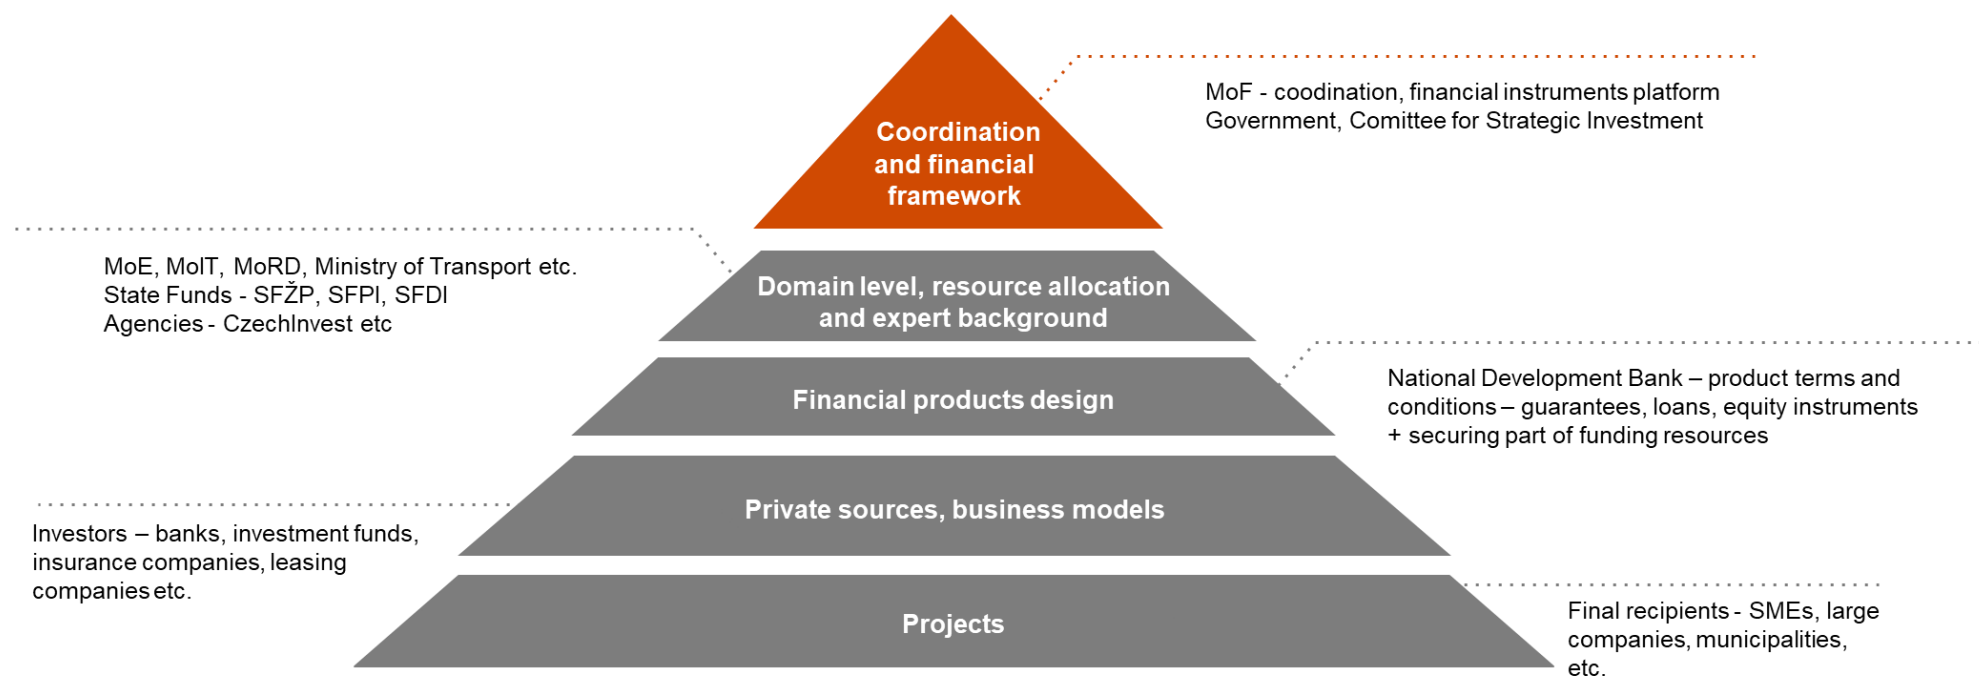 MoF - coodination, financial instruments platform
Government, Comittee for Strategic Investment
Coordination
and financial
framework
MoE, MoIT, MoRD, Ministry of Transport etc.
State Funds - SFŽP, SFPI, SFDI
Agencies - CzechInvest etc
Domain level, resource allocation
and expert background
National Development Bank – product terms and
conditions – guarantees, loans, equity instruments
+ securing part of funding resources
Financial products design
Private sources, business models
Investors – banks, investment funds,
insurance companies, leasing
companies etc.
Projects
Final recipients - SMEs, large
companies, municipalities,
etc.